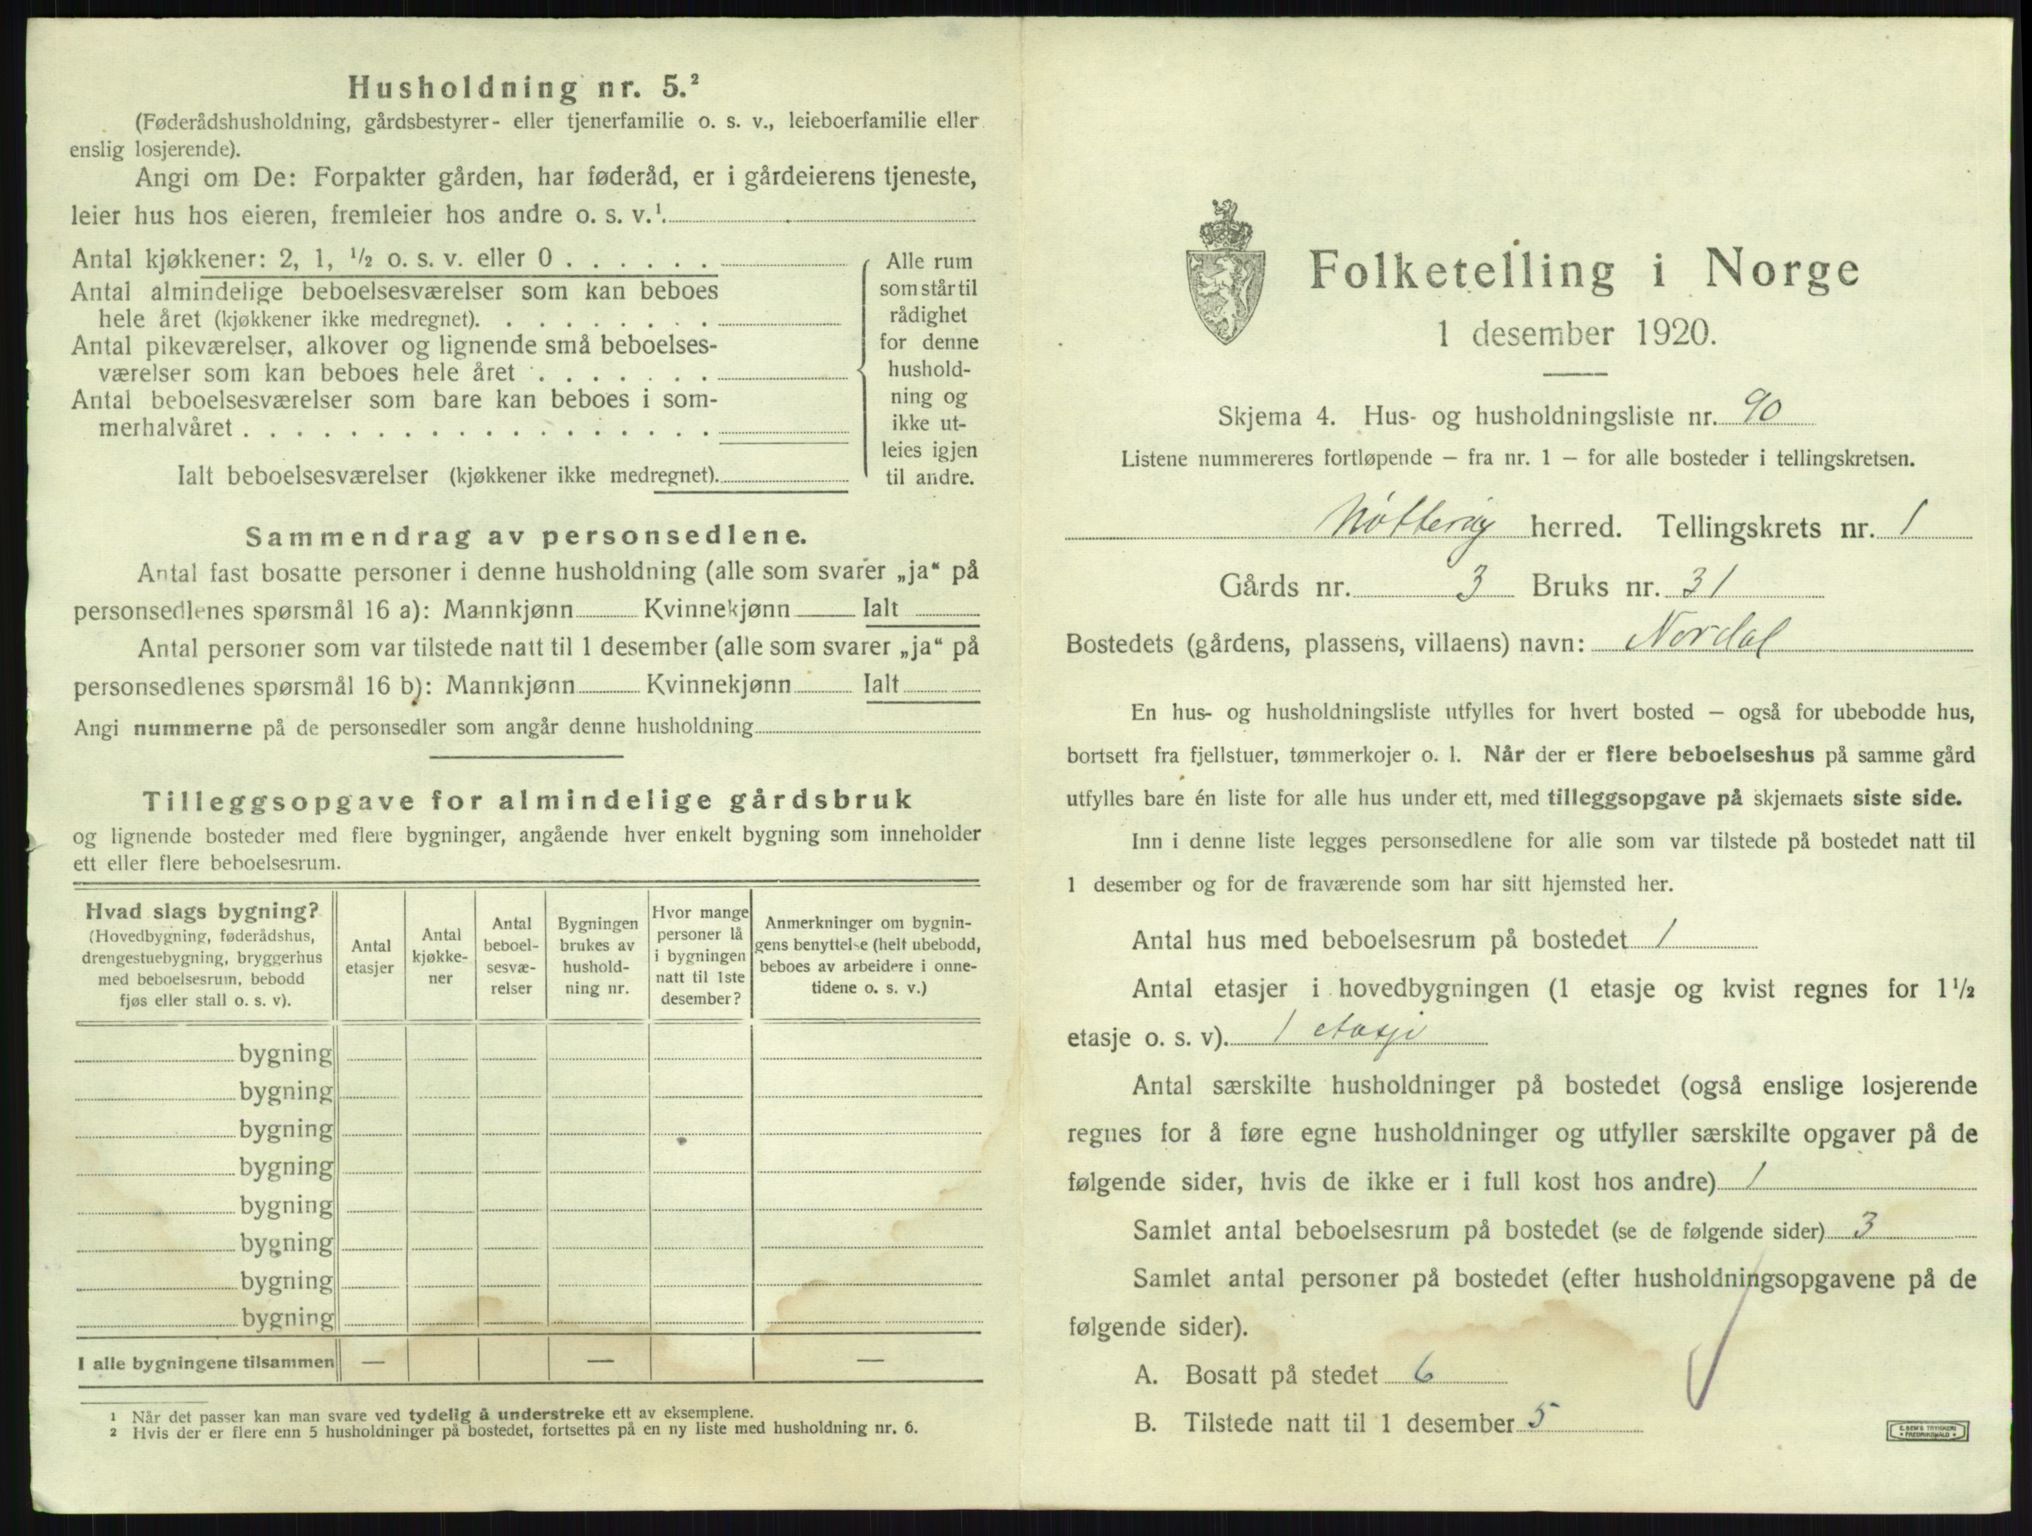 Husholdning nr. 5.²
(Føderådshusholdning, gårdsbestyrer- eller tjenerfamilie o. s. v., leieboerfamilie eller
enslig losjerende).
Angi om De: Forpakter gården, har føderåd, er i gårdeierens tjeneste,
leier hus hos eieren, fremleier hos andre o. s. v.¹
Antal kjøkkener: 2, 1, ½ o. s. v. eller 0 . . . . . .
Antal almindelige beboelsesværelser som kan beboes
hele året (kjøkkener ikke medregnet). . . . . . . . .
Antal pikeværelser, alkover og lignende små beboelses-
værelser som kan beboes hele året . . . . . . .
Antal beboelsesværelser som bare kan beboes i som-
merhalvåret . . . . . . . . . . . . . . . . . .
Ialt beboelsesværelser (kjøkkener ikke medregnet).
Alle rum
som står til
rådighet
for denne
hushold-
ning og
ikke ut-
leies igjen
til andre.
Sammendrag av personsedlene.
Antal fast bosatte personer i denne husholdning (alle som svarer „ja“ på
personsedlenes spørsmål 16 a): Mannkjønn Kvinnekjønn Ialt
Antal personer som var tilstede natt til 1 desember (alle som svarer „ja“ på
personsedlenes spørsmål 16 b): Mannkjønn Kvinnekjønn Ialt
Angi nummerne på de personsedler som angår denne husholdning
Tilleggsopgave for almindelige gårdsbruk
og lignende bosteder med flere bygninger, angående hver enkelt bygning som inneholder
ett eller flere beboelsesrum.
Hvad slags bygning?
(Hovedbygning, føderådshus,
drengestuebygning, bryggerhus
med beboelsesrum, bebodd
fjøs eller stall o. s. v).
Antal
etasjer
Antal
kjøkke-
ner
Antal
beboel-
sesvæ-
relser
Bygningen
brukes av
hushold-
ning nr.
Hvor mange
personer lå
i bygningen
natt til 1ste
desember?
Anmerkninger om bygnin-
gens benyttelse (helt ubebodd,
beboes av arbeidere i onne-
tidene o. s. v.)
bygning
bygning
bygning
bygning
bygning
bygning
bygning
bygning
I alle bygningene tilsammen — — —
¹ Når det passer kan man svare ved tydelig å understreke ett av eksemplene.
² Hvis der er flere enn 5 husholdninger på bostedet, fortsettes på en ny liste med husholdning nr. 6.
Folketelling i Norge
1 desember 1920.
Skjema 4. Hus- og husholdningsliste nr. 90
Listene nummereres fortløpende — fra nr. 1 — for alle bosteder i tellingskretsen.
Nøtterøy herred. Tellingskrets nr. 1
Gårds nr. 3 Bruks nr. 31
Bostedets (gårdens, plassens, villaens) navn: Nordal
En hus- og husholdningsliste utfylles for hvert bosted — også for ubebodde hus,
bortsett fra fjellstuer, tømmerkojer o. l. Når der er flere beboelseshus på samme gård
utfylles bare én liste for alle hus under ett, med tilleggsopgave på skjemaets siste side.
Inn i denne liste legges personsedlene for alle som var tilstede på bostedet natt til
1 desember og for de fraværende som har sitt hjemsted her.
Antal hus med beboelsesrum på bostedet 1
Antal etasjer i hovedbygningen (1 etasje og kvist regnes for 1½
etasje o. s. v). 1 etasje
Antal særskilte husholdninger på bostedet (også enslige losjerende
regnes for å føre egne husholdninger og utfyller særskilte opgaver på de
følgende sider, hvis de ikke er i full kost hos andre) 1
Samlet antal beboelsesrum på bostedet (se de følgende sider) 3
Samlet antal personer på bostedet (efter husholdningsopgavene på de
følgende sider).
A. Bosatt på stedet 6
B. Tilstede natt til 1 desember 5